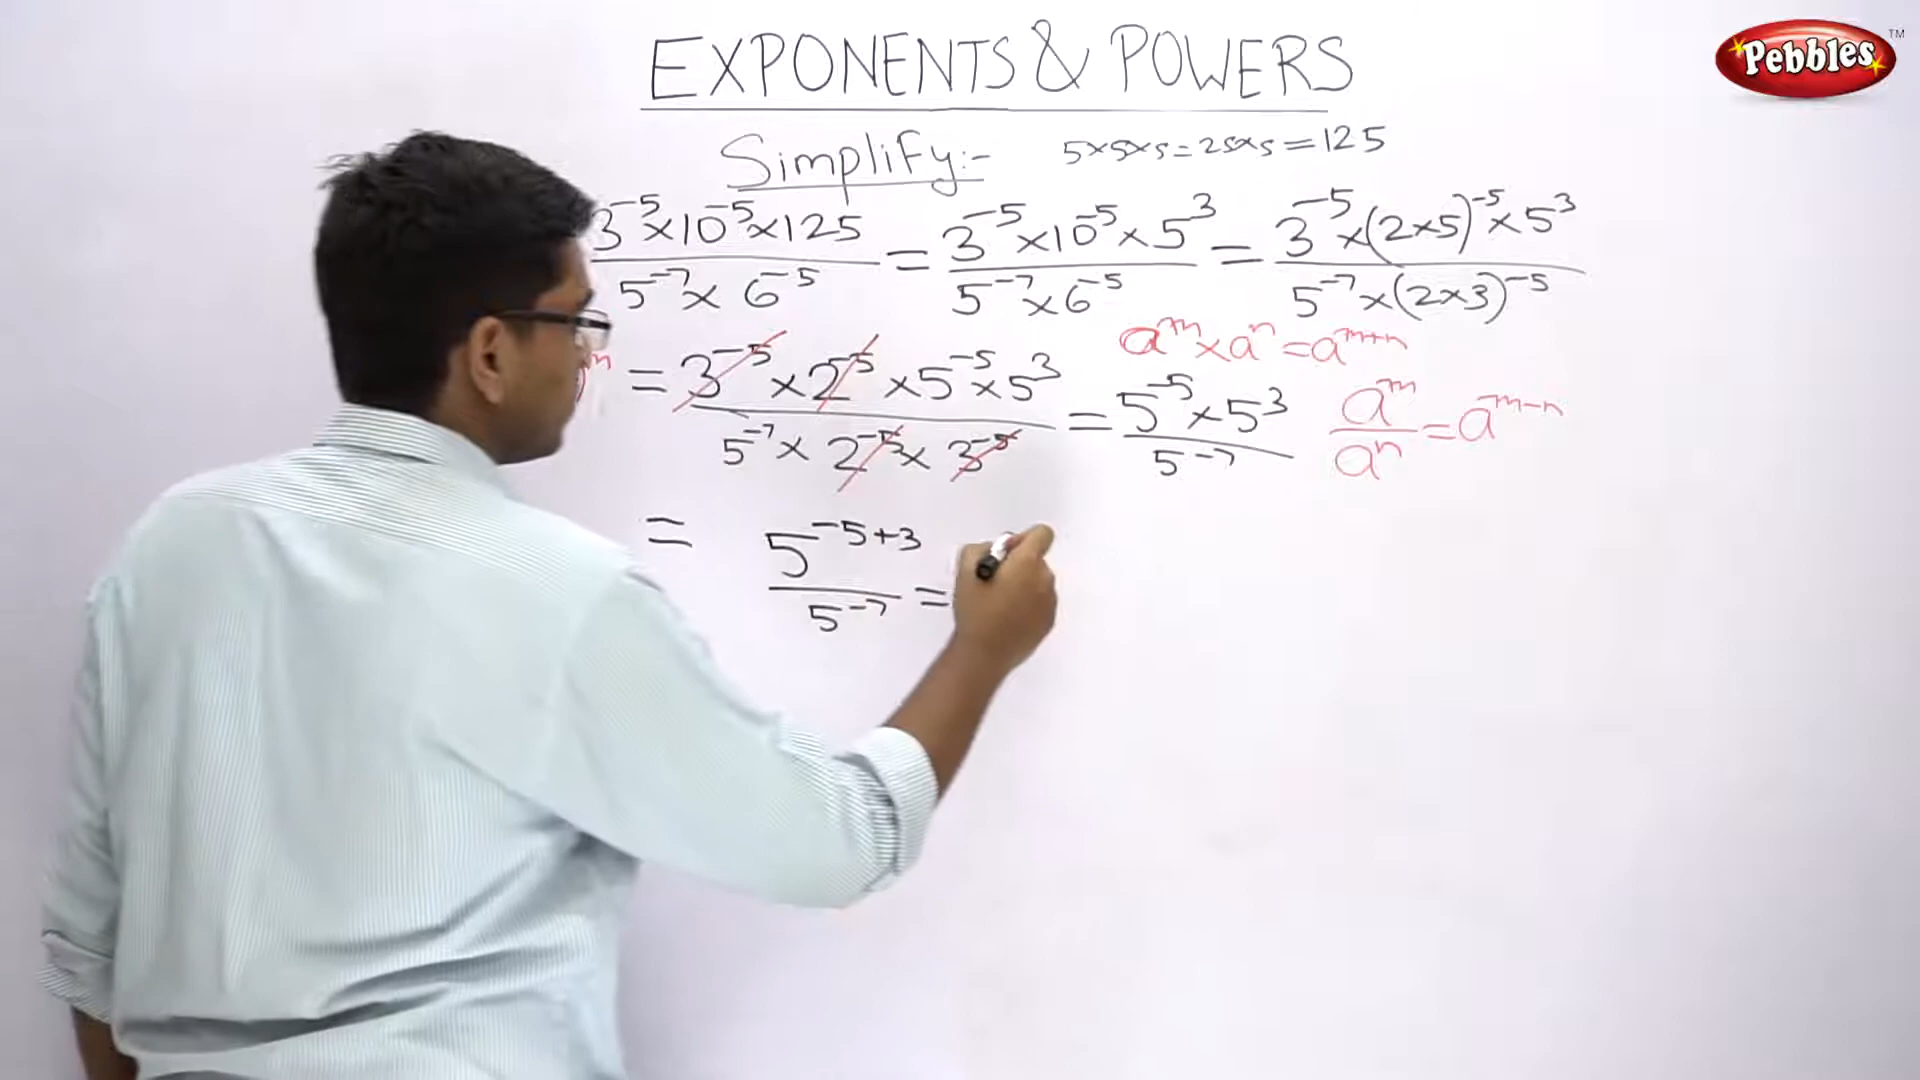 EXPONENTS & POWERS
Pebbles TM
Simplify:-
5×5×5=25×5=125
3⁻⁵×10⁻⁵×125 / 5⁻⁷×6⁻⁵ = 3⁻⁵×10⁻⁵×5³ / 5⁻⁷×6⁻⁵ = 3⁻⁵×(2×5)⁻⁵×5³ / 5⁻⁷×(2×3)⁻⁵
aᵐ×aⁿ=aᵐ⁺ⁿ
= 3⁻⁵×2⁻⁵×5⁻⁵×5³ / 5⁻⁷×2⁻⁵×3⁻⁵ = 5⁻⁵×5³ / 5⁻⁷
aᵐ / aⁿ = aᵐ⁻ⁿ
= 5⁻⁵⁺³ / 5⁻⁷ =